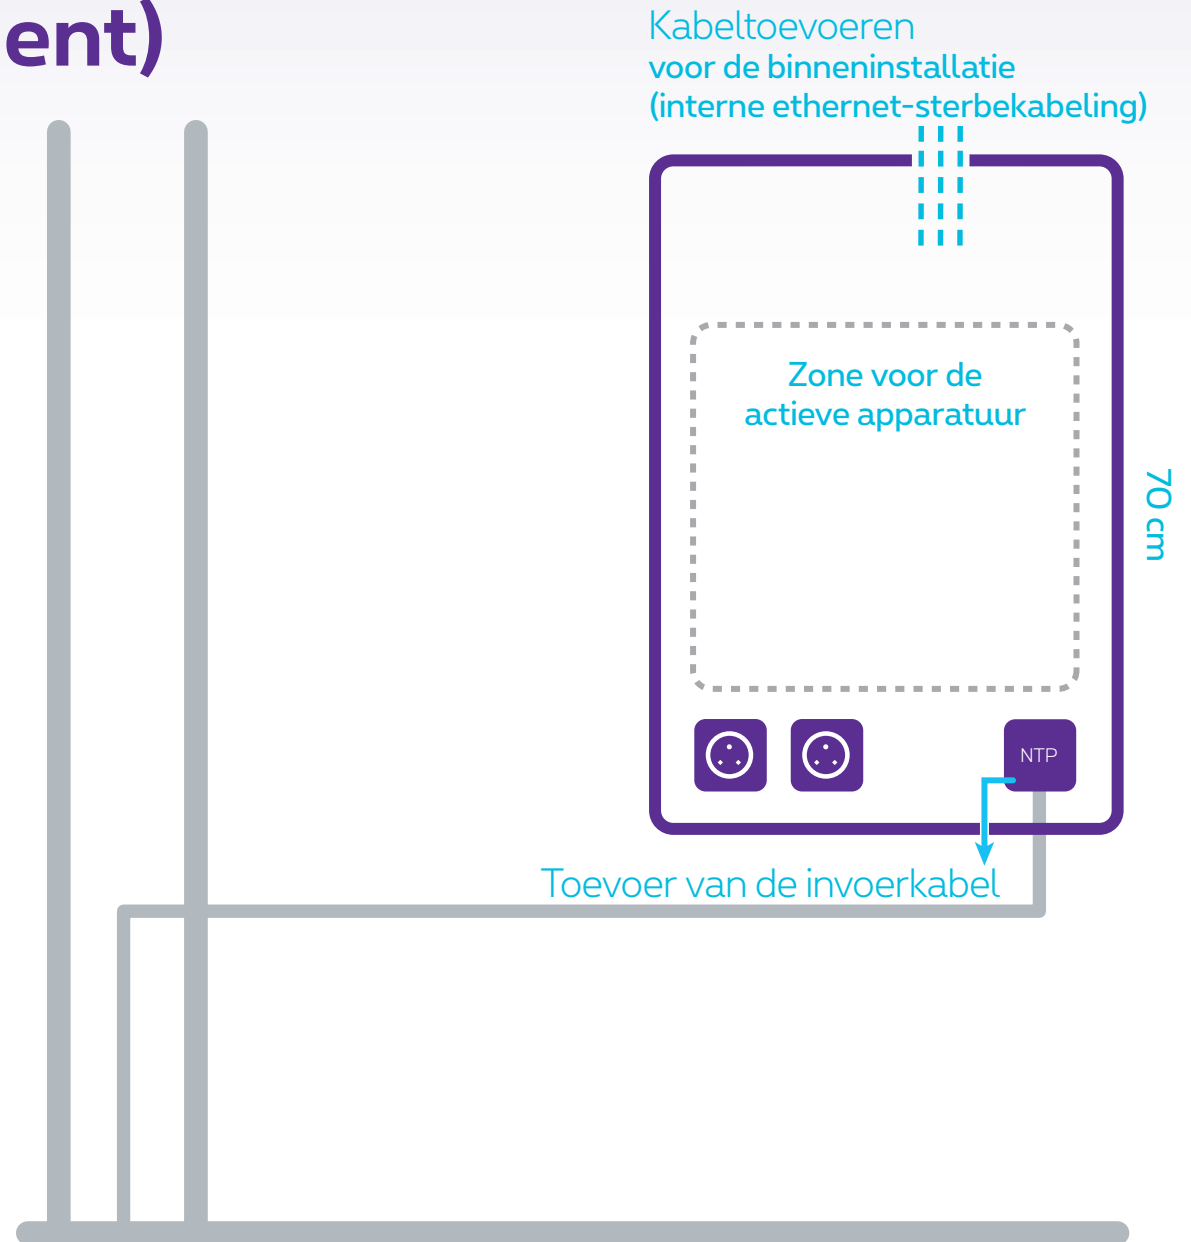 ent)
Kabeltoevoeren
voor de binneninstallatie
(interne ethernet-sterbekabeling)
Zone voor de
actieve apparatuur
70 cm
NTP
Toevoer van de invoerkabel